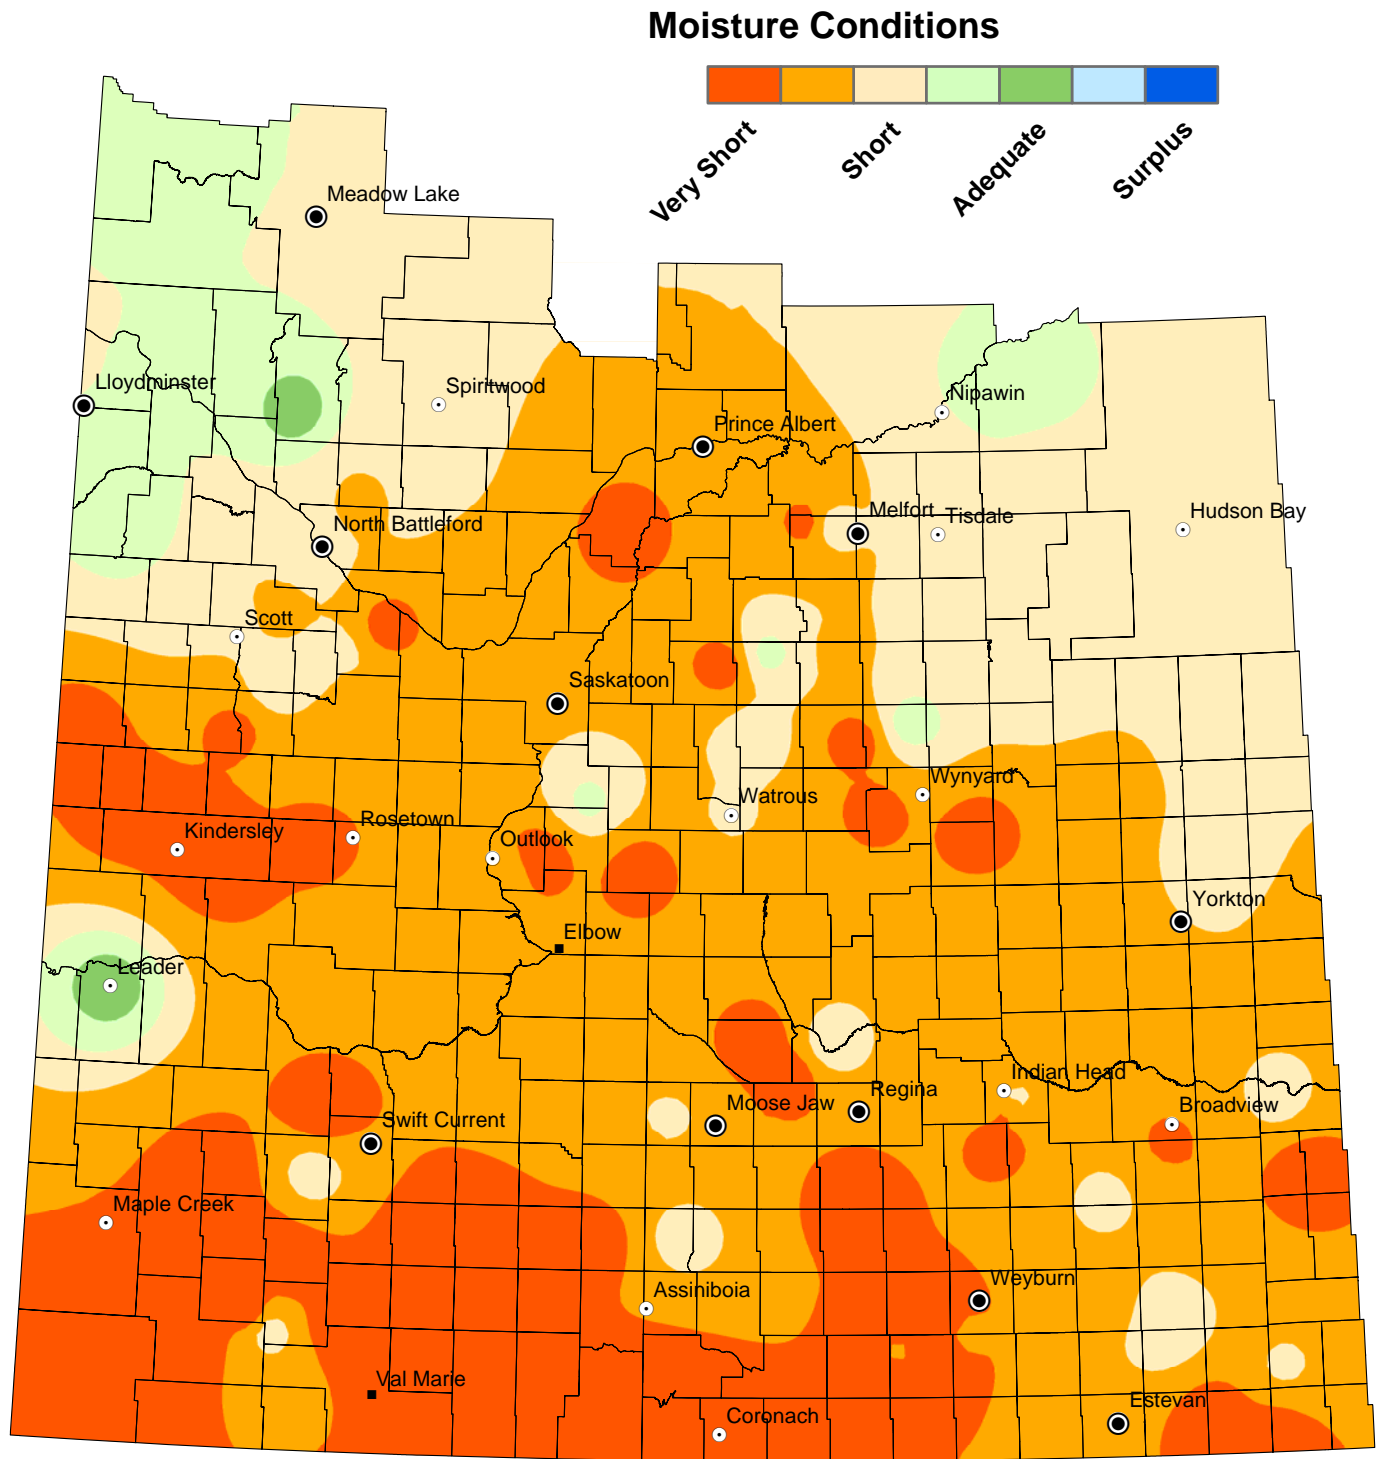 Moisture Conditions
Very Short
Short
Adequate
Surplus
Meadow Lake
Lloydminster
Spiritwood
Nipawin
Prince Albert
North Battleford
Melfort
Tisdale
Hudson Bay
Scott
Saskatoon
Wynyard
Watrous
Kindersley
Rosetown
Outlook
Yorkton
Elbow
Leader
Indian Head
Regina
Moose Jaw
Broadview
Swift Current
Maple Creek
Weyburn
Assiniboia
Val Marie
Estevan
Coronach